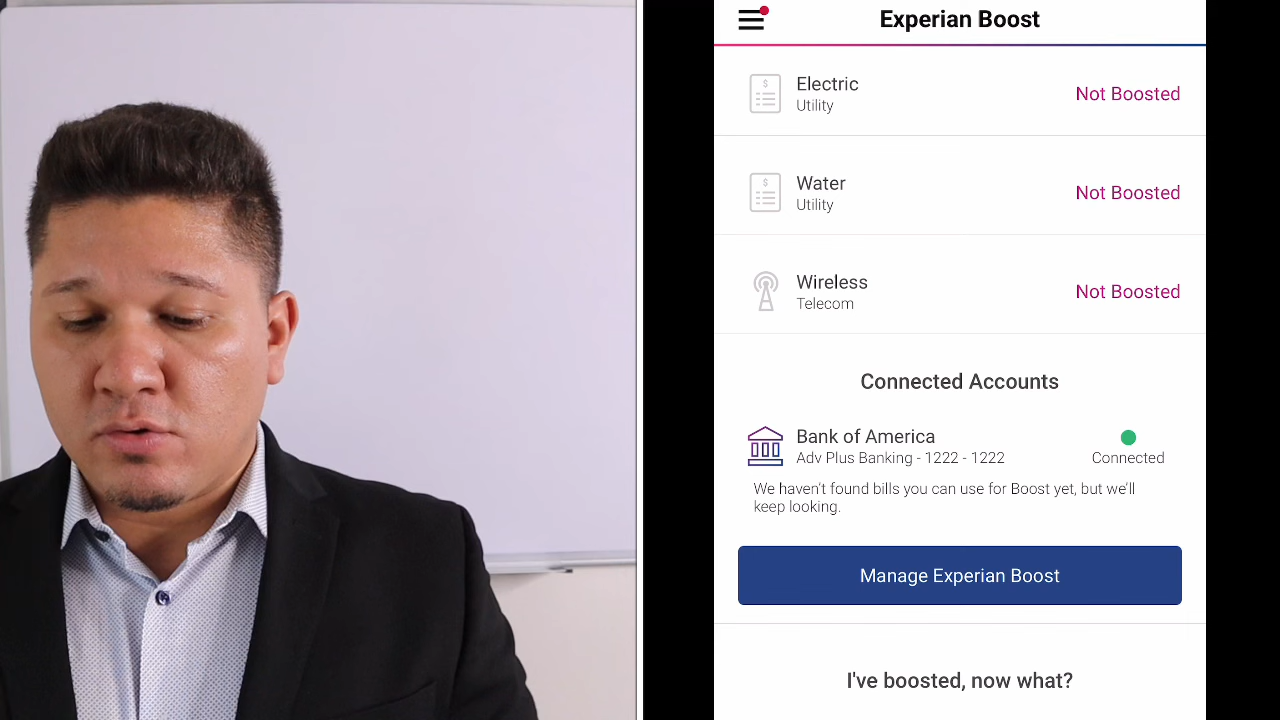 Experian Boost
Electric
Utility
Not Boosted
Water
Utility
Not Boosted
Wireless
Telecom
Not Boosted
Connected Accounts
Bank of America
Adv Plus Banking - 1222 - 1222
Connected
We haven't found bills you can use for Boost yet, but we'll
keep looking.
Manage Experian Boost
I've boosted, now what?